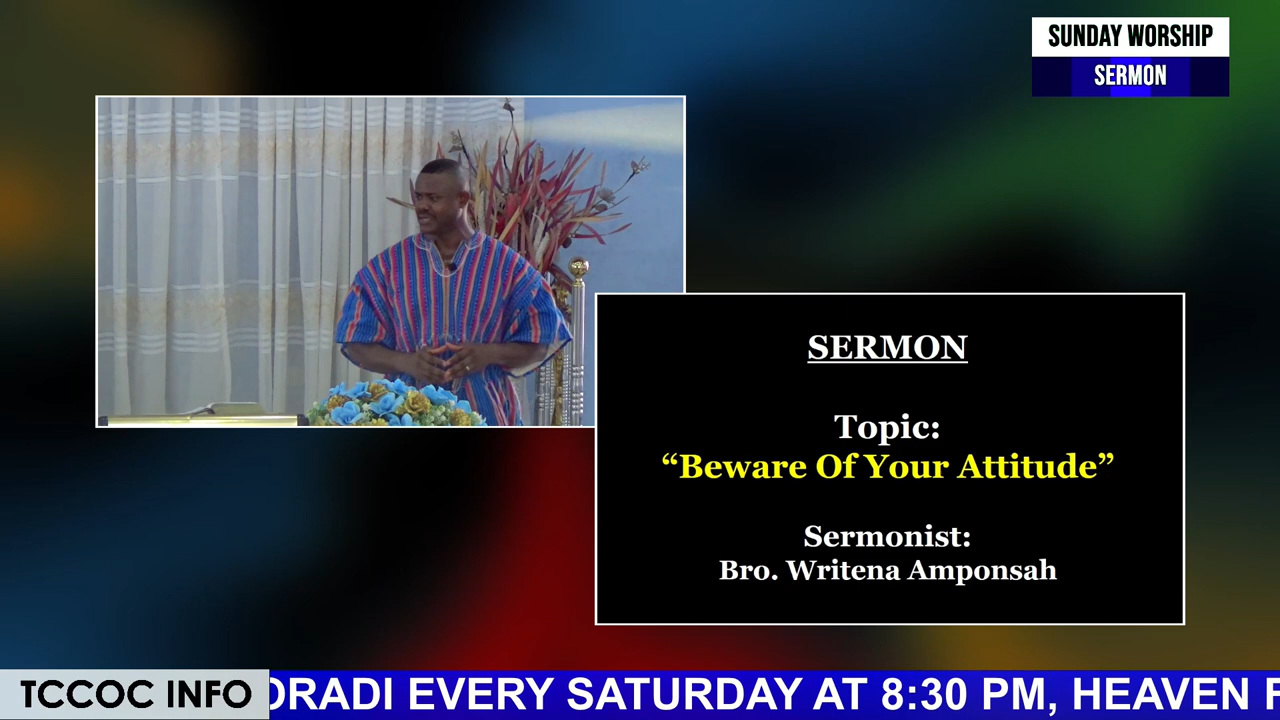 SUNDAY WORSHIP
SERMON
SERMON
Topic:
“Beware Of Your Attitude”
Sermonist:
Bro. Writena Amponsah
TCCOC INFO
ORADI EVERY SATURDAY AT 8:30 PM, HEAVEN F